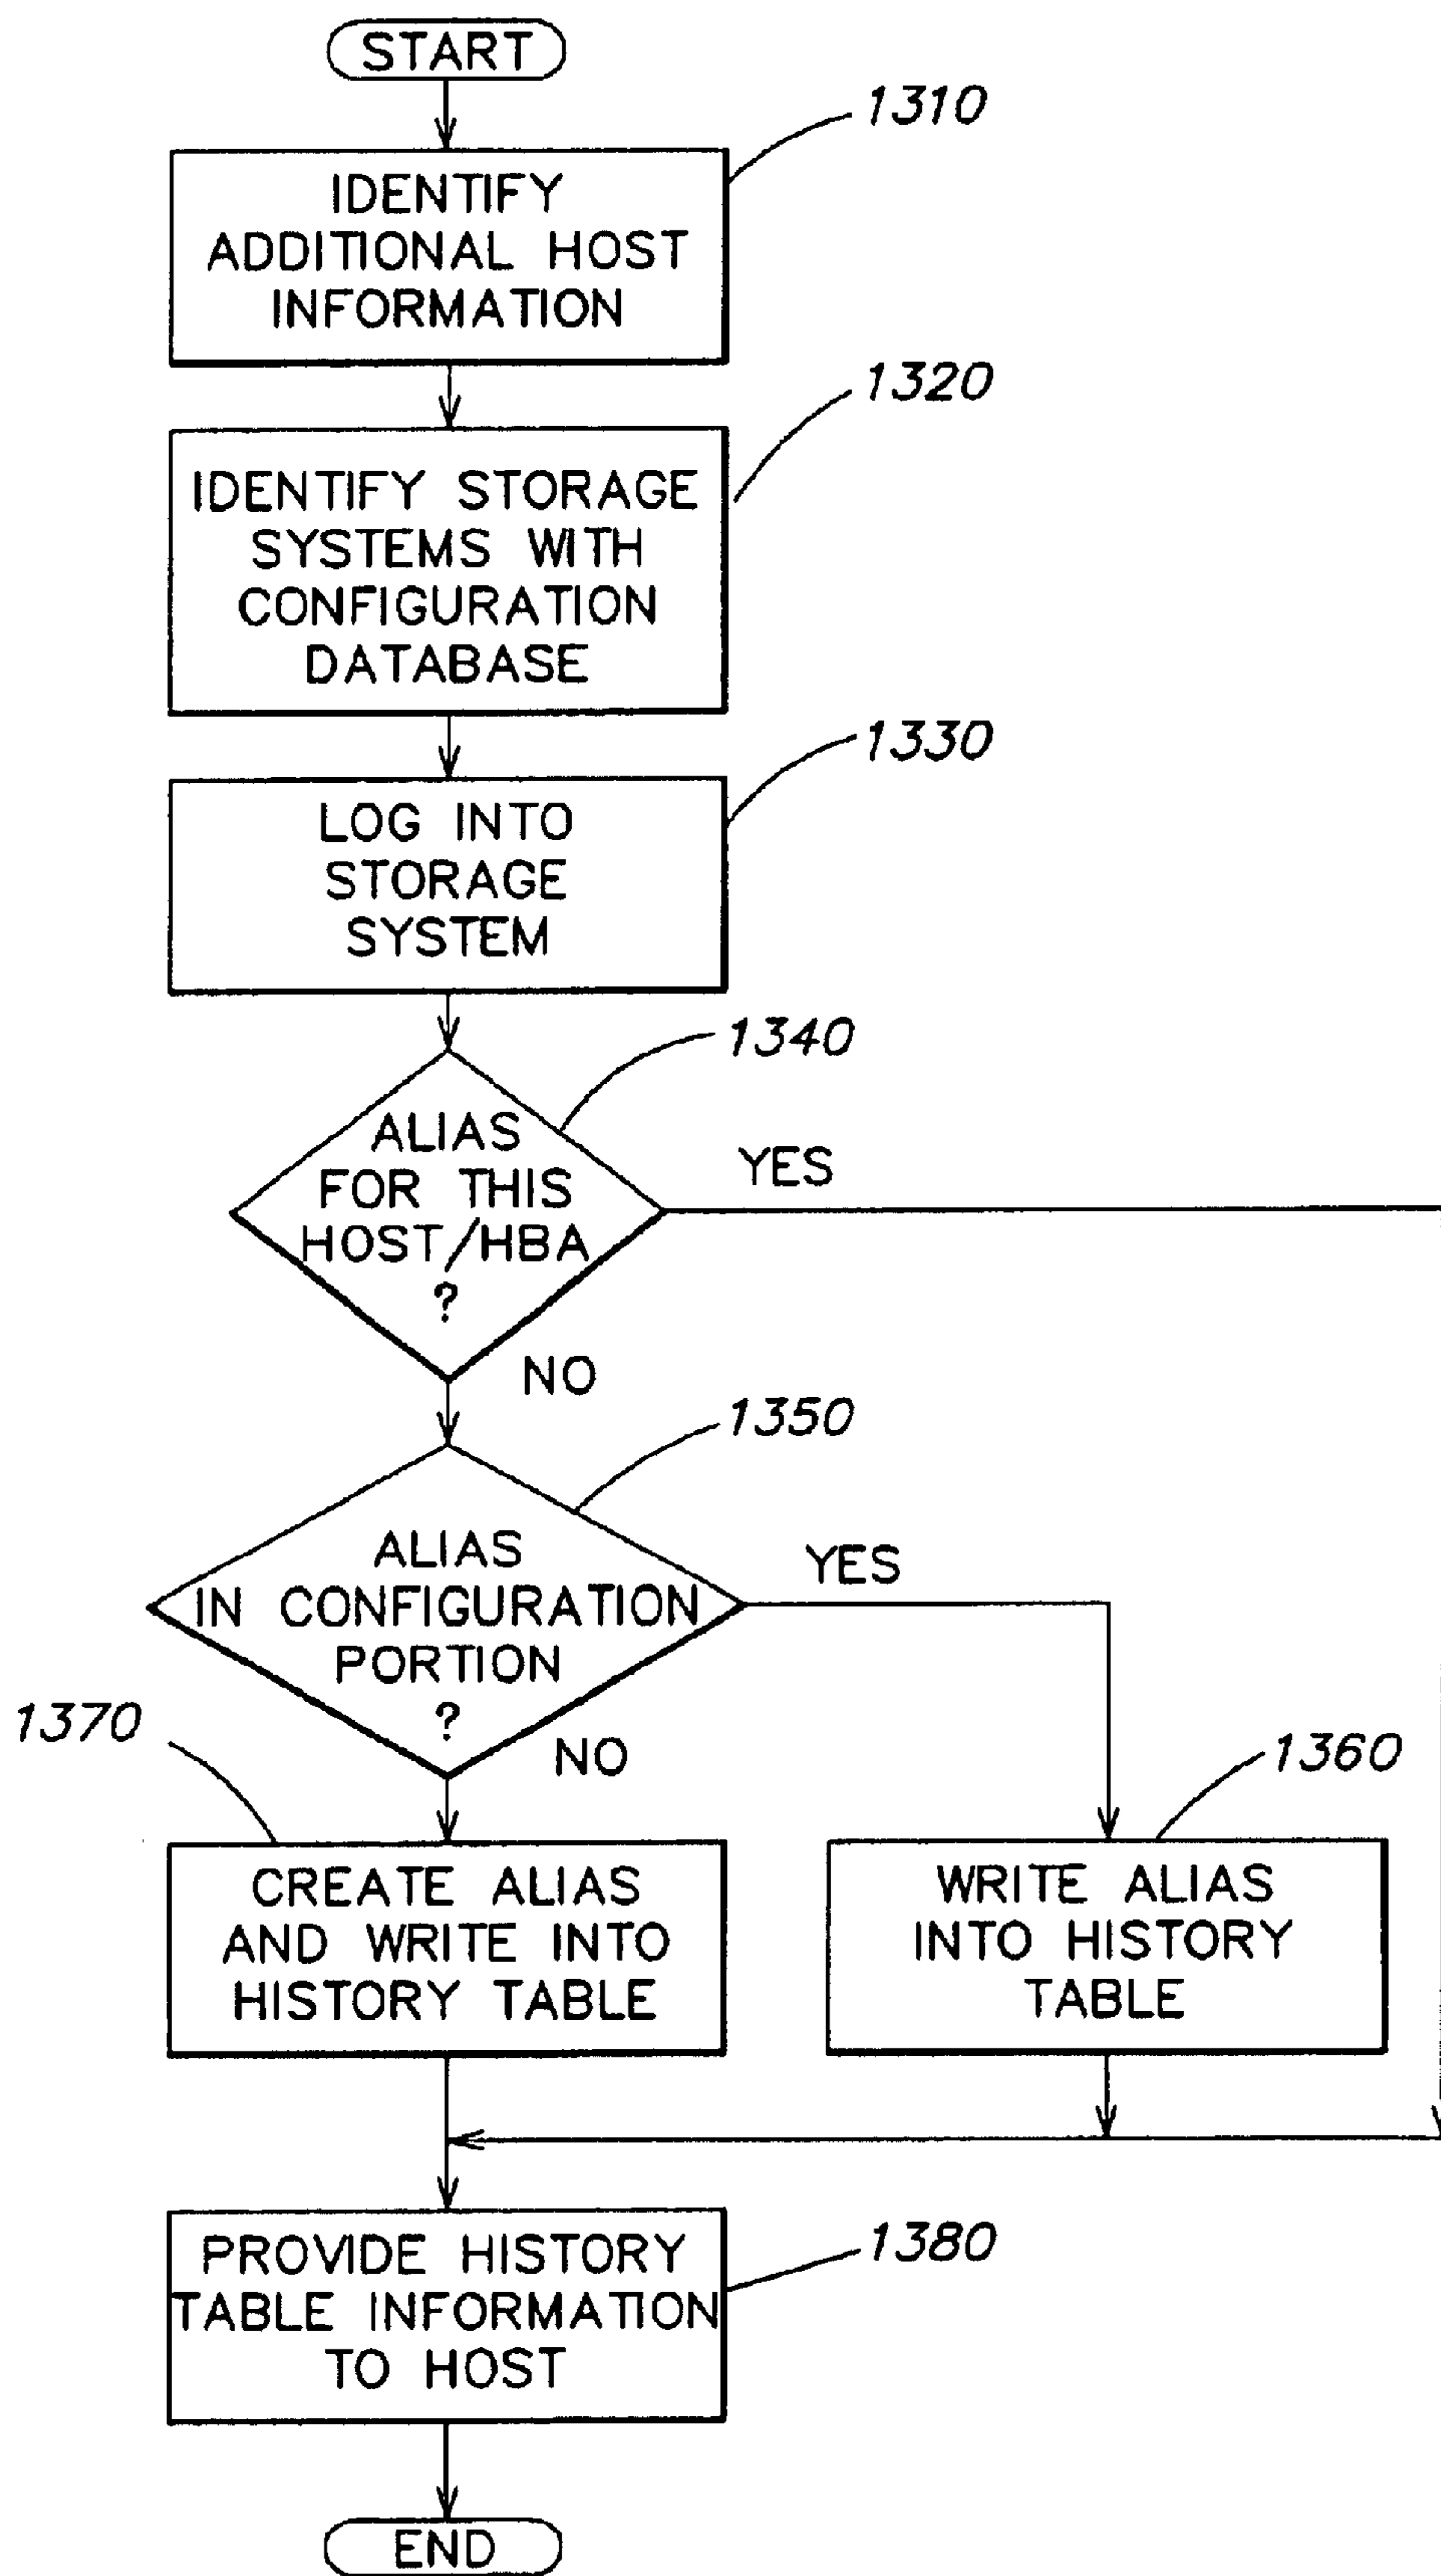 START
1310
IDENTIFY
ADDITIONAL HOST
INFORMATION
1320
IDENTIFY STORAGE
SYSTEMS WITH
CONFIGURATION
DATABASE
1330
LOG INTO
STORAGE
SYSTEM
1340
ALIAS
FOR THIS
HOST/HBA
?
YES
NO
1350
ALIAS
IN CONFIGURATION
PORTION
?
YES
NO
1370
CREATE ALIAS
AND WRITE INTO
HISTORY TABLE
1360
WRITE ALIAS
INTO HISTORY
TABLE
1380
PROVIDE HISTORY
TABLE INFORMATION
TO HOST
END